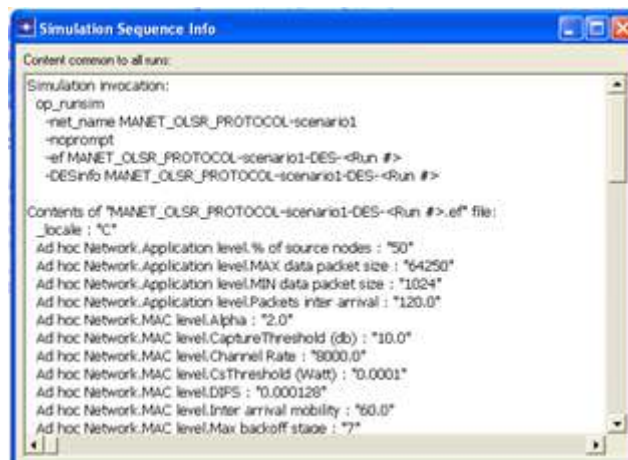 Simulation Sequence Info
Content common to all runs:
Simulation invocation:
op_runsim
-net_name MANET_OLSR_PROTOCOL-scenario1
-noprompt
-ef MANET_OLSR_PROTOCOL-scenario1-DES-<Run #>
-DESinfo MANET_OLSR_PROTOCOL-scenario1-DES-<Run #>
Contents of "MANET_OLSR_PROTOCOL-scenario1-DES-<Run #>.ef" file:
_locale : "C"
Ad hoc Network.Application level.% of source nodes : "50"
Ad hoc Network.Application level.MAX data packet size : "64250"
Ad hoc Network.Application level.MIN data packet size : "1024"
Ad hoc Network.Application level.Packets inter arrival : "120.0"
Ad hoc Network.MAC level.Alpha : "2.0"
Ad hoc Network.MAC level.CaptureThreshold (db) : "10.0"
Ad hoc Network.MAC level.Channel Rate : "8000.0"
Ad hoc Network.MAC level.CsThreshold (Watt) : "0.0001"
Ad hoc Network.MAC level.DIFS : "0.000128"
Ad hoc Network.MAC level.Inter arrival mobility : "60.0"
Ad hoc Network.MAC level.Max backoff stage : "7"